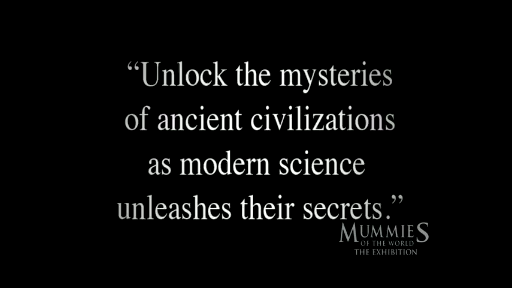 “Unlock the mysteries
of ancient civilizations
as modern science
unleashes their secrets.”
MUMMIES
OF THE WORLD
THE EXHIBITION